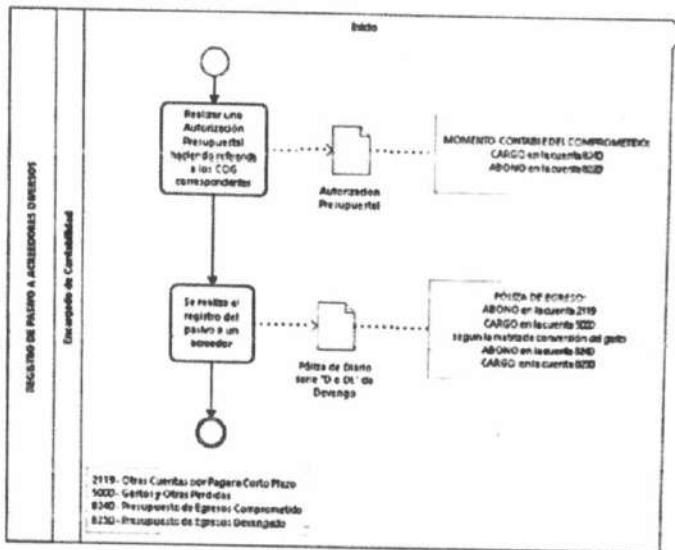 REGISTRO DE PASIVO A ACREEDORES DIVERSOS
Encargado de Contabilidad
Inicio
Realizar una
Autorización
Presupuestal
haciendo referencia
a los COG
correspondientes
Autorización
Presupuestal
MOMENTO CONTABLE DEL COMPROMETIDO:
CARGO en la cuenta 8240
ABONO en la cuenta 8220
Se realiza el
registro del
pasivo a un
acreedor
Póliza de Diario
serie "D o DE" de
Devengo
PÓLIZA DE EGRESO:
ABONO en la cuenta 2119
CARGO en la cuenta 5000
según la matriz de conversión del gasto
ABONO en la cuenta 8240
CARGO en la cuenta 8250
2119 - Otras Cuentas por Pagar a Corto Plazo
5000 - Gastos y Otras Perdidas
8240 - Presupuesto de Egresos Comprometido
8250 - Presupuesto de Egresos Devengado